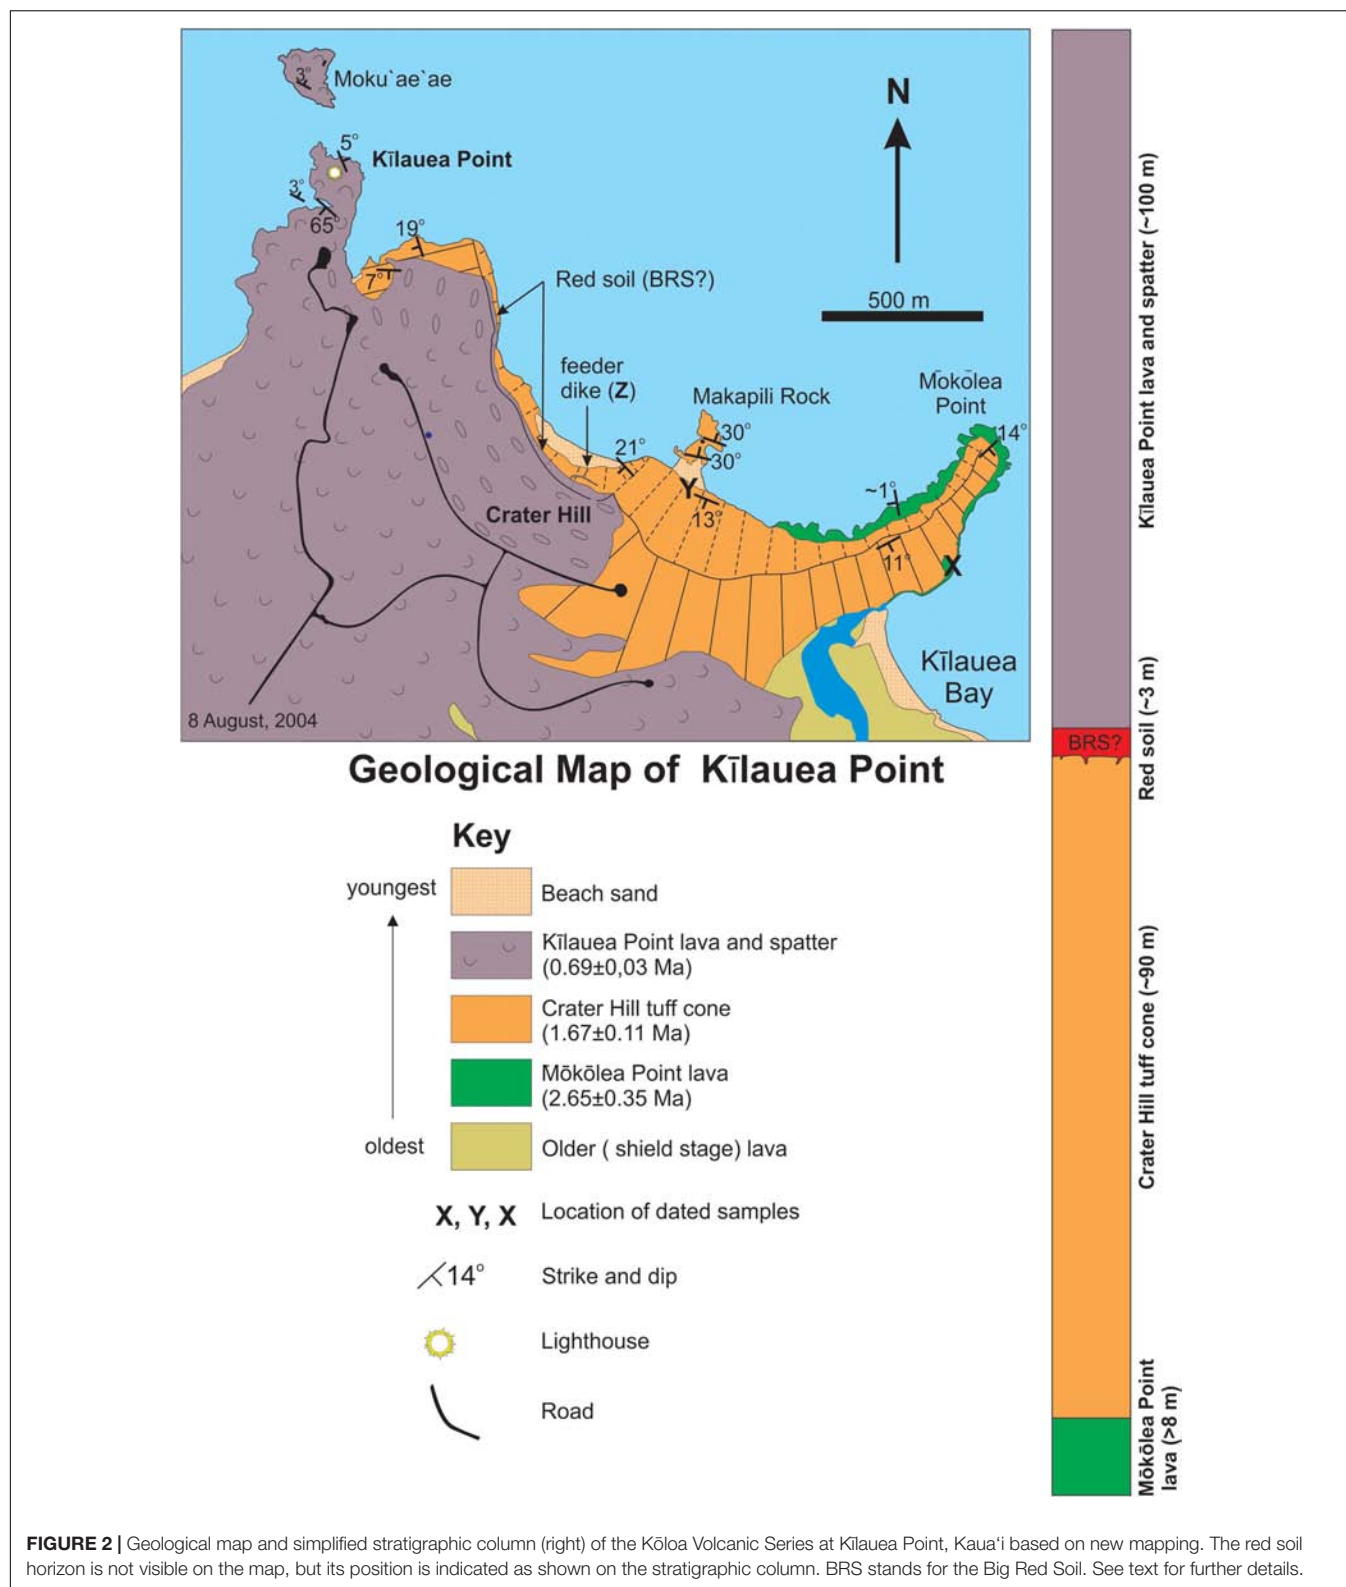 Moku`ae`ae
3°
5°
Kīlauea Point
3°
65°
19°
7°
N
Red soil (BRS?)
500 m
feeder
dike (Z)
Makapili Rock
Mōkōlea
Point
30°
30°
14°
21°
Y
13°
~1°
11°
X
Crater Hill
Kīlauea
Bay
8 August, 2004
Geological Map of Kīlauea Point
Key
youngest
oldest
Beach sand
Kīlauea Point lava and spatter
(0.69±0,03 Ma)
Crater Hill tuff cone
(1.67±0.11 Ma)
Mōkōlea Point lava
(2.65±0.35 Ma)
Older ( shield stage) lava
X, Y, X Location of dated samples
14° Strike and dip
Lighthouse
Road
Kīlauea Point lava and spatter (~100 m)
Red soil (~3 m)
BRS?
Crater Hill tuff cone (~90 m)
Mōkōlea Point
lava (>8 m)
FIGURE 2 | Geological map and simplified stratigraphic column (right) of the Kōloa Volcanic Series at Kīlauea Point, Kaua‘i based on new mapping. The red soil
horizon is not visible on the map, but its position is indicated as shown on the stratigraphic column. BRS stands for the Big Red Soil. See text for further details.